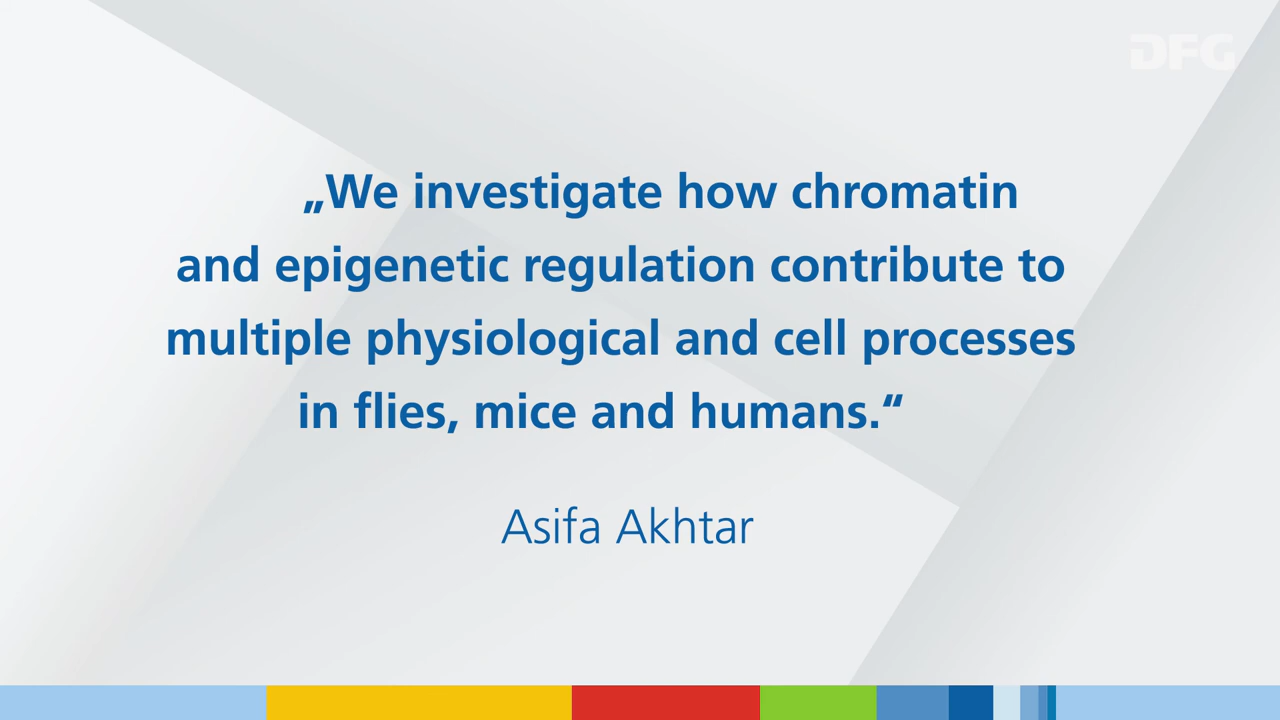 DFG
„We investigate how chromatin
and epigenetic regulation contribute to
multiple physiological and cell processes
in flies, mice and humans.“
Asifa Akhtar